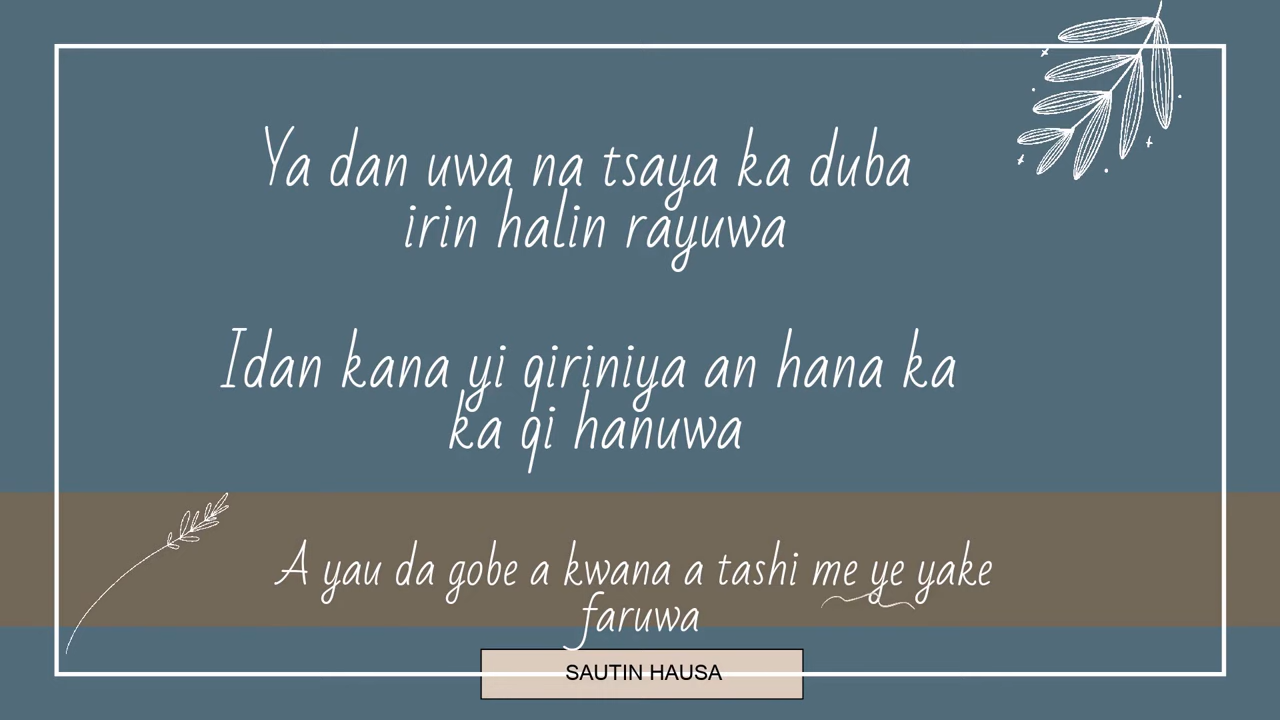 Ya dan uwa na tsaya ka duba
irin halin rayuwa
Idan kana yi qiriniya an hana ka
ka qi hanuwa
A yau da gobe a kwana a tashi me ye yake
faruwa
SAUTIN HAUSA